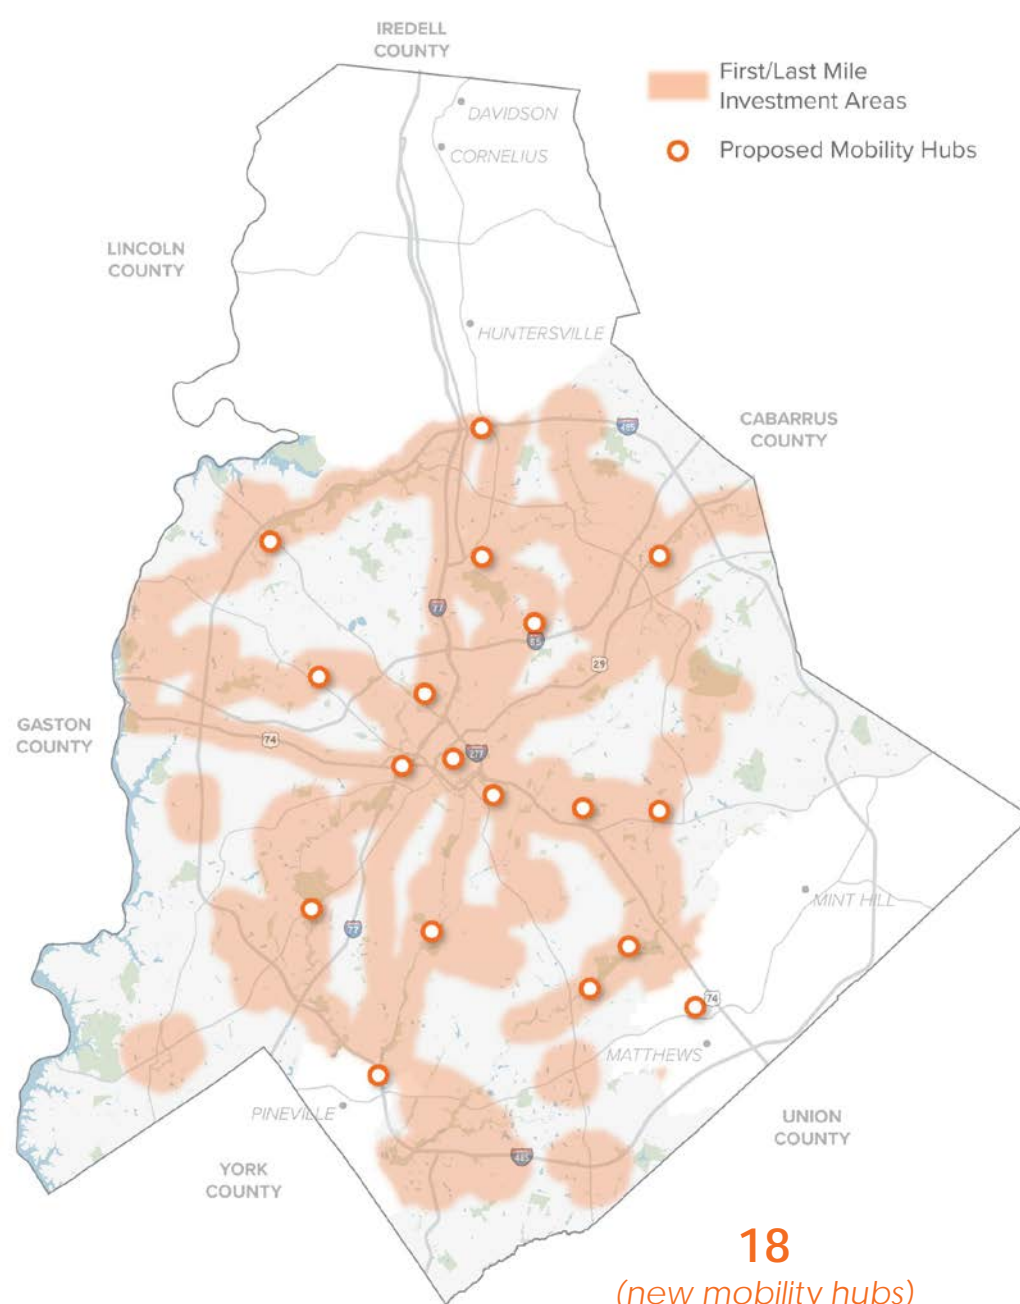 IREDELL
COUNTY
First/Last Mile
Investment Areas
DAVIDSON
Proposed Mobility Hubs
CORNELIUS
LINCOLN
COUNTY
HUNTERSVILLE
CABARRUS
COUNTY
485
77
85
29
GASTON
COUNTY
74
277
MINT HILL
77
74
MATTHEWS
PINEVILLE
UNION
COUNTY
485
YORK
COUNTY
18
(new mobility hubs)